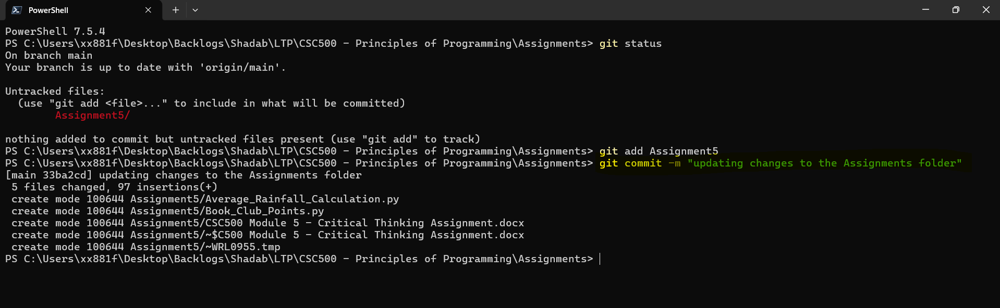 PowerShell
PowerShell 7.5.4
PS C:\Users\xx881f\Desktop\Backlogs\Shadab\LTP\CSC500 - Principles of Programming\Assignments> git status
On branch main
Your branch is up to date with 'origin/main'.
Untracked files:
  (use "git add <file>..." to include in what will be committed)
        Assignment5/
nothing added to commit but untracked files present (use "git add" to track)
PS C:\Users\xx881f\Desktop\Backlogs\Shadab\LTP\CSC500 - Principles of Programming\Assignments> git add Assignment5
PS C:\Users\xx881f\Desktop\Backlogs\Shadab\LTP\CSC500 - Principles of Programming\Assignments> git commit -m "updating changes to the Assignments folder"
[main 33ba2cd] updating changes to the Assignments folder
 5 files changed, 97 insertions(+)
 create mode 100644 Assignment5/Average_Rainfall_Calculation.py
 create mode 100644 Assignment5/Book_Club_Points.py
 create mode 100644 Assignment5/CSC500 Module 5 - Critical Thinking Assignment.docx
 create mode 100644 Assignment5/~$C500 Module 5 - Critical Thinking Assignment.docx
 create mode 100644 Assignment5/~WRL0955.tmp
PS C:\Users\xx881f\Desktop\Backlogs\Shadab\LTP\CSC500 - Principles of Programming\Assignments>